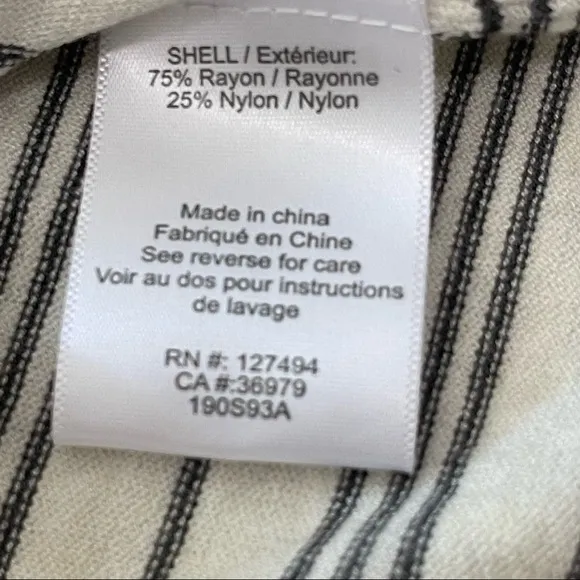 SHELL / Extérieur:
75% Rayon / Rayonne
25% Nylon / Nylon
Made in china
Fabriqué en Chine
See reverse for care
Voir au dos pour instructions
de lavage
RN #: 127494
CA #:36979
190S93A